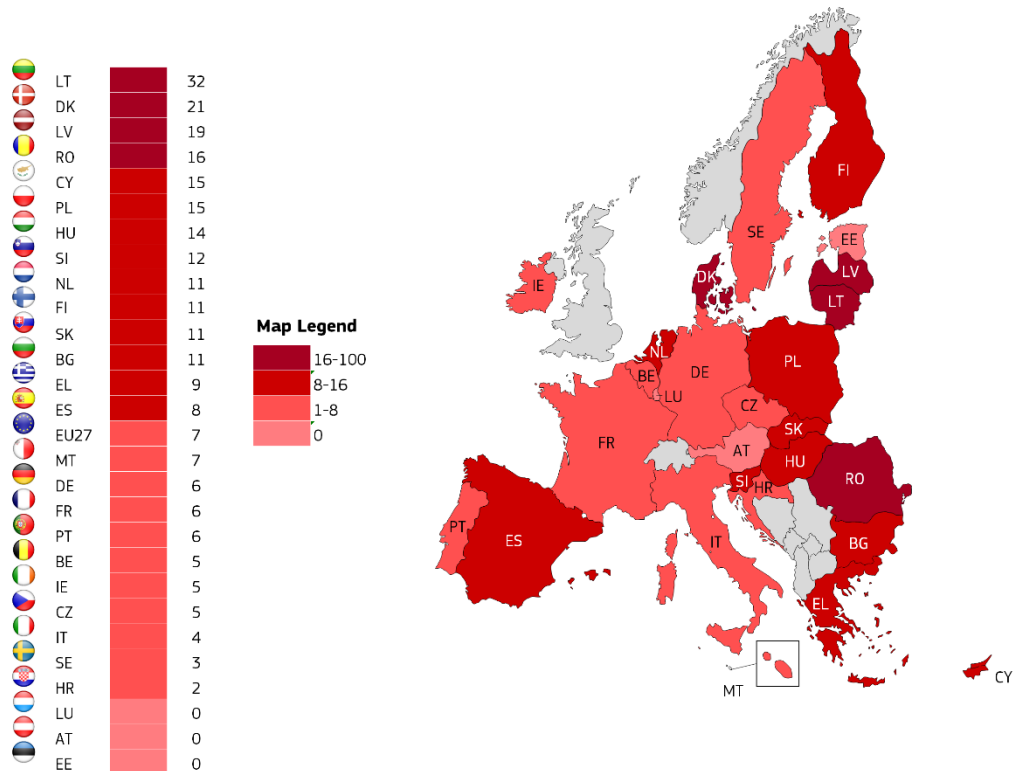 LT 32
DK 21
LV 19
RO 16
CY 15
PL 15
HU 14
SI 12
NL 11
FI 11
SK 11
BG 11
EL 9
ES 8
EU27 7
MT 7
DE 6
FR 6
PT 6
BE 5
IE 5
CZ 5
IT 4
SE 3
HR 2
LU 0
AT 0
EE 0
Map Legend
16-100
8-16
1-8
0
FI
SE
EE
LV
LT
DK
IE
NL
PL
BE
DE
LU
CZ
SK
FR
AT
HU
SI
HR
RO
PT
ES
IT
BG
EL
MT
CY